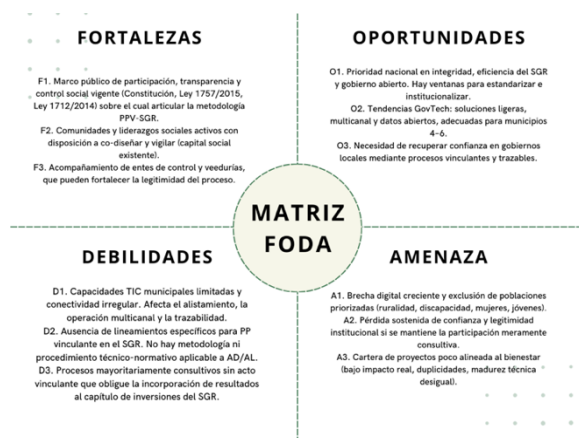 FORTALEZAS
F1. Marco público de participación, transparencia y
control social vigente (Constitución, Ley 1757/2015,
Ley 1712/2014) sobre el cual articular la metodología
PPV-SGR.
F2. Comunidades y liderazgos sociales activos con
disposición a co-diseñar y vigilar (capital social
existente).
F3. Acompañamiento de entes de control y veedurías,
que pueden fortalecer la legitimidad del proceso.
OPORTUNIDADES
O1. Prioridad nacional en integridad, eficiencia del SGR
y gobierno abierto. Hay ventanas para estandarizar e
institucionalizar.
O2. Tendencias GovTech: soluciones ligeras,
multicanal y datos abiertos, adecuadas para municipios
4–6.
O3. Necesidad de recuperar confianza en gobiernos
locales mediante procesos vinculantes y trazables.
MATRIZ
FODA
DEBILIDADES
D1. Capacidades TIC municipales limitadas y
conectividad irregular. Afecta el alistamiento, la
operación multicanal y la trazabilidad.
D2. Ausencia de lineamientos específicos para PP
vinculante en el SGR. No hay metodología ni
procedimiento técnico-normativo aplicable a AD/AL.
D3. Procesos mayoritariamente consultivos sin acto
vinculante que obligue la incorporación de resultados
al capítulo de inversiones del SGR.
AMENAZA
A1. Brecha digital creciente y exclusión de poblaciones
priorizadas (ruralidad, discapacidad, mujeres, jóvenes).
A2. Pérdida sostenida de confianza y legitimidad
institucional si se mantiene la participación meramente
consultiva.
A3. Cartera de proyectos poco alineada al bienestar
(bajo impacto real, duplicidades, madurez técnica
desigual).